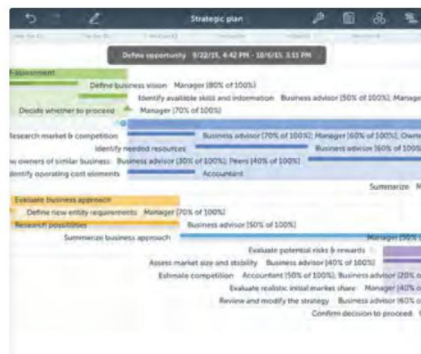 Strategic plan
Define opportunity 9/22/15, 4:42 PM - 10/6/15, 3:11 PM
assessment
Define business vision Manager [80% of 100%]
Identify available skills and information Business advisor [50% of 100%]; Manage
Decide whether to proceed Manager [70% of 100%]
Research market & competition Business advisor [70% of 100%]; Manager [60% of 100%]; Owne
Identify needed resources Business advisor [60% of 100%
w owners of similar business Business advisor [30% of 100%]; Peers [40% of 100%]
dentify operating cost elements Accountant
Summarize M
Evaluate business approach
Define new entity requirements Manager [70% of 100%]
Research possibilities Business advisor [50% of 100%]
Summarize business approach Manager
Evaluate potential risks & rewards
Assess market size and stability Business advisor [40% of 100%]
Estimate competition Accountant [50% of 100%]; Business advisor [20% o
Evaluate realistic initial market share Manager [40% o
Review and modify the strategy Business advisor [60% o
Confirm decision to proceed